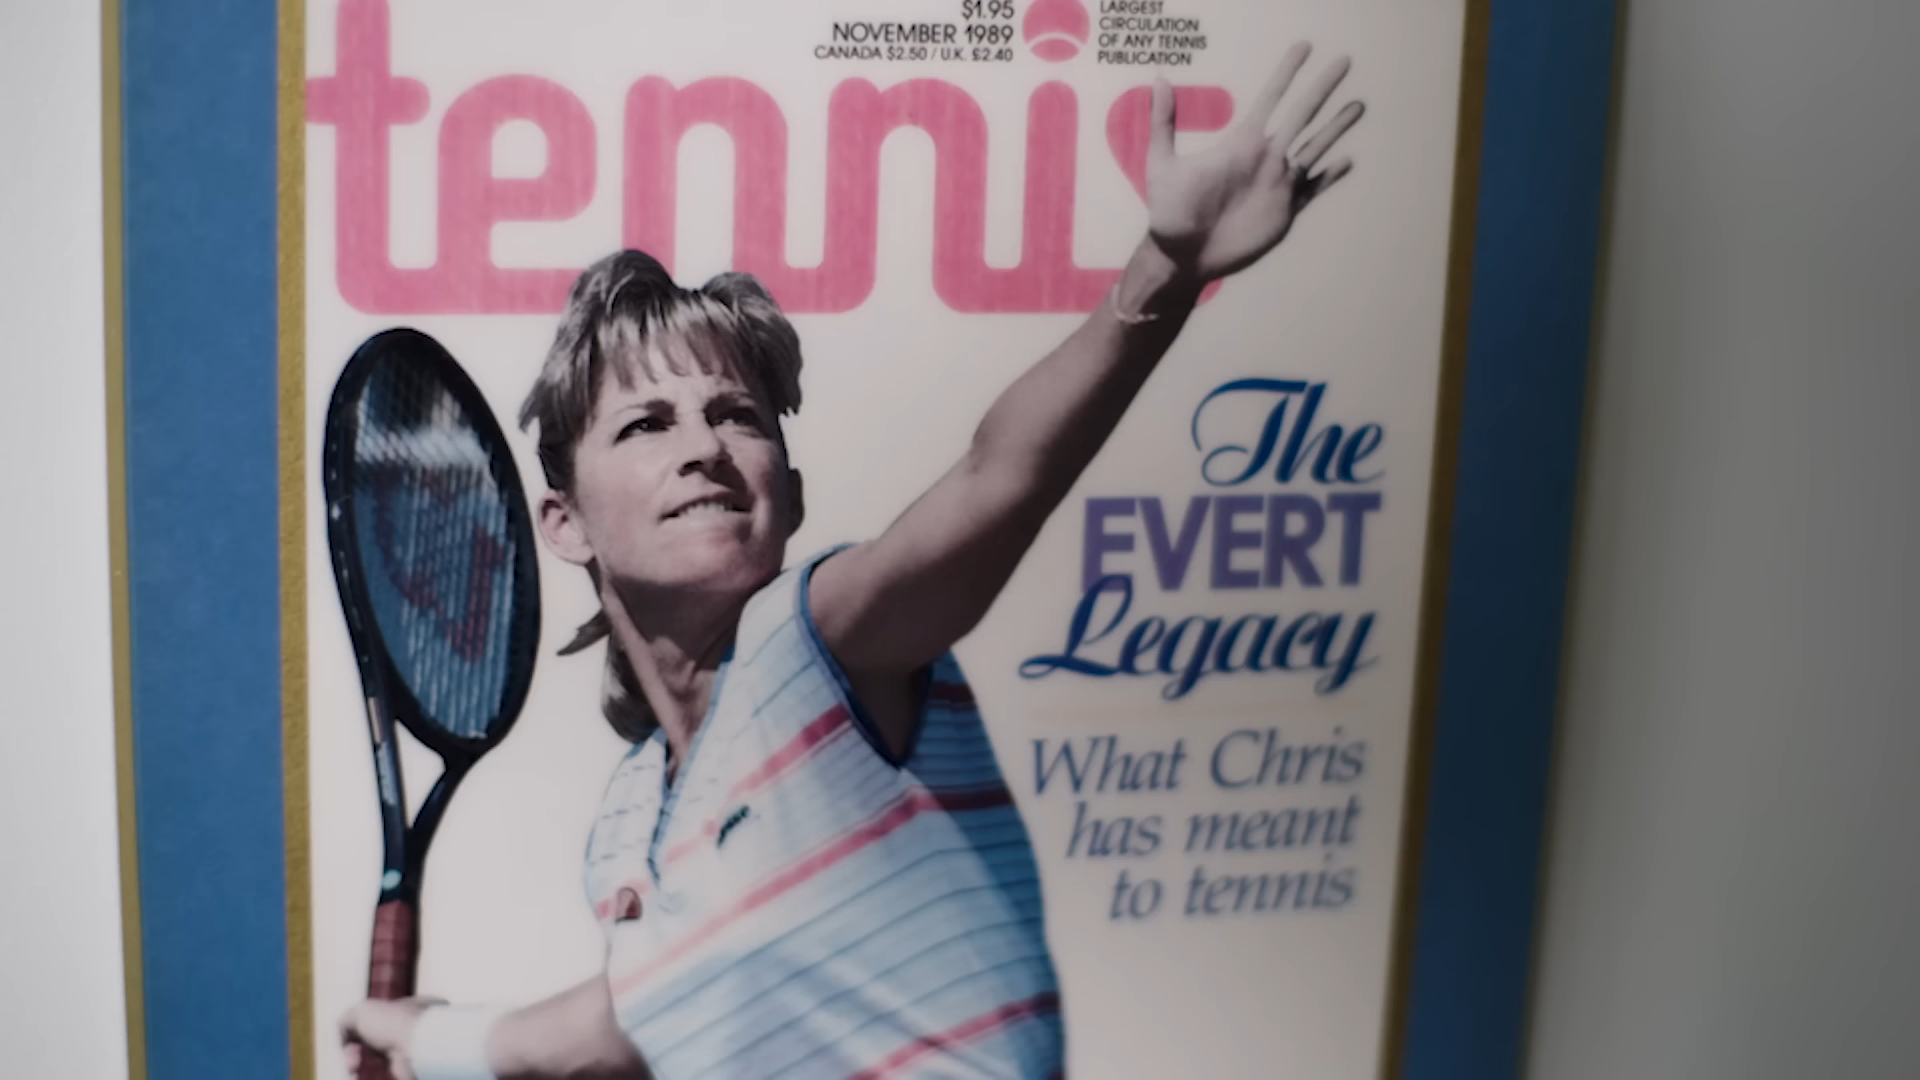 $1.95
NOVEMBER 1989
CANADA $2.50 / U.K. £2.40
LARGEST
CIRCULATION
OF ANY TENNIS
PUBLICATION
tennis
The
EVERT
Legacy
What Chris
has meant
to tennis